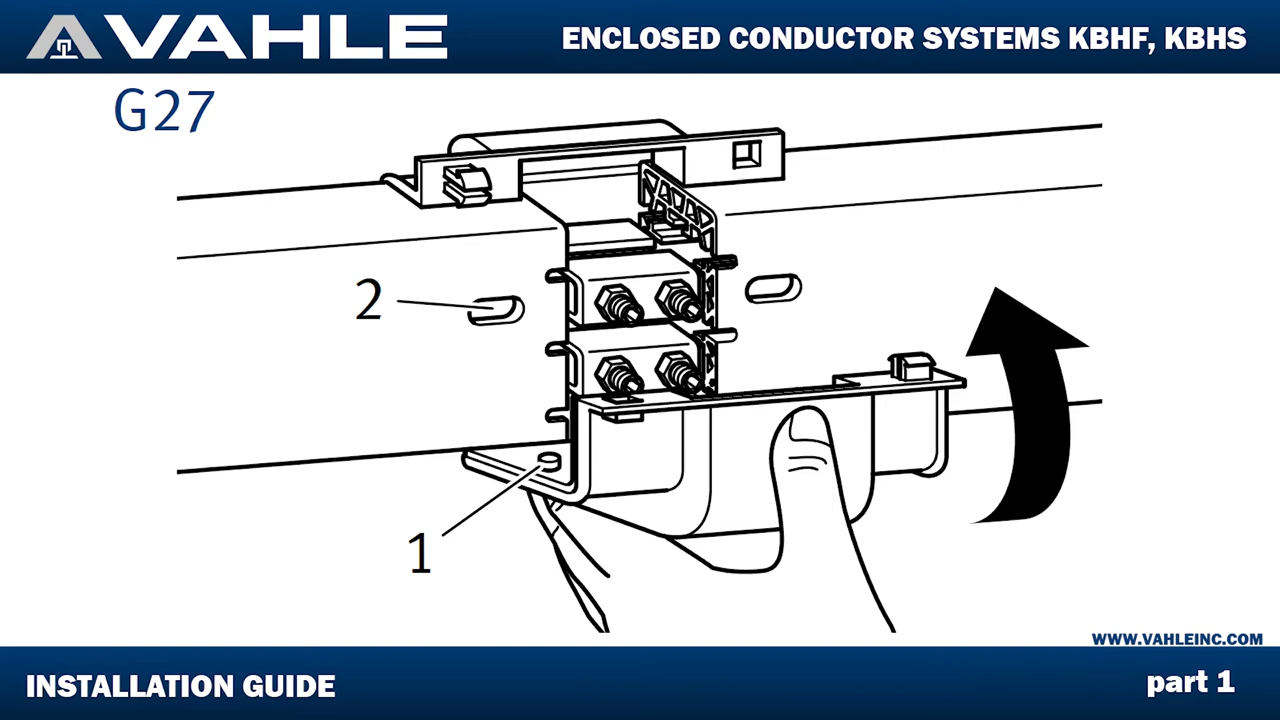 VAHLE
ENCLOSED CONDUCTOR SYSTEMS KBHF, KBHS
G27
2
1
WWW.VAHLEINC.COM
INSTALLATION GUIDE
part 1